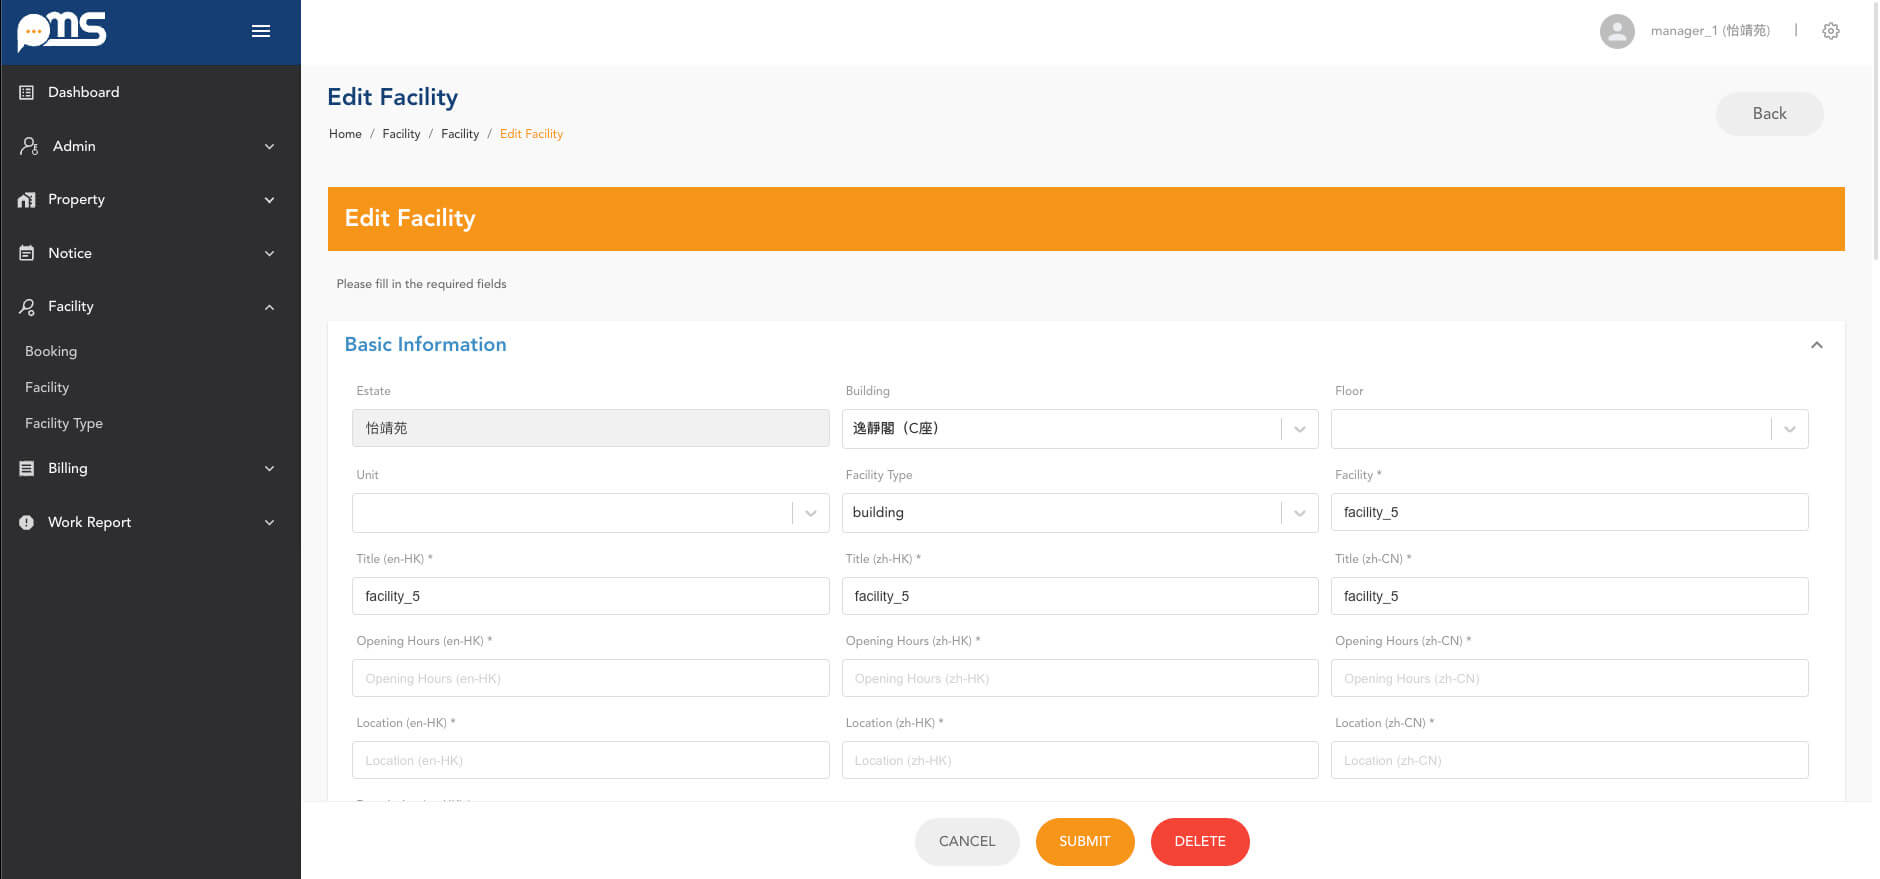 PMS
manager_1 (怡靖苑)
Dashboard
Admin
Property
Notice
Facility
Booking
Facility
Facility Type
Billing
Work Report
Edit Facility
Home / Facility / Facility / Edit Facility
Back
Edit Facility
Please fill in the required fields
Basic Information
Estate Building Floor
怡靖苑 逸靜閣（C座）
Unit Facility Type Facility *
building facility_5
Title (en-HK) * Title (zh-HK) * Title (zh-CN) *
facility_5 facility_5 facility_5
Opening Hours (en-HK) * Opening Hours (zh-HK) * Opening Hours (zh-CN) *
Opening Hours (en-HK) Opening Hours (zh-HK) Opening Hours (zh-CN)
Location (en-HK) * Location (zh-HK) * Location (zh-CN) *
Location (en-HK) Location (zh-HK) Location (zh-CN)
CANCEL SUBMIT DELETE